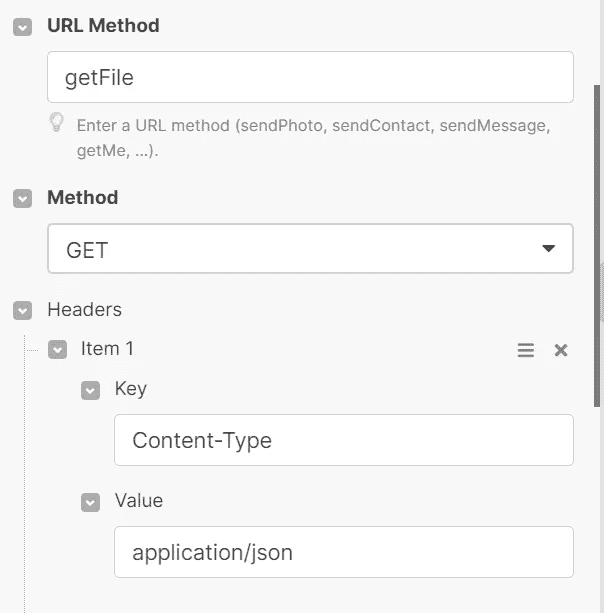 URL Method
getFile
Enter a URL method (sendPhoto, sendContact, sendMessage,
getMe, ...).
Method
GET
Headers
Item 1
Key
Content-Type
Value
application/json